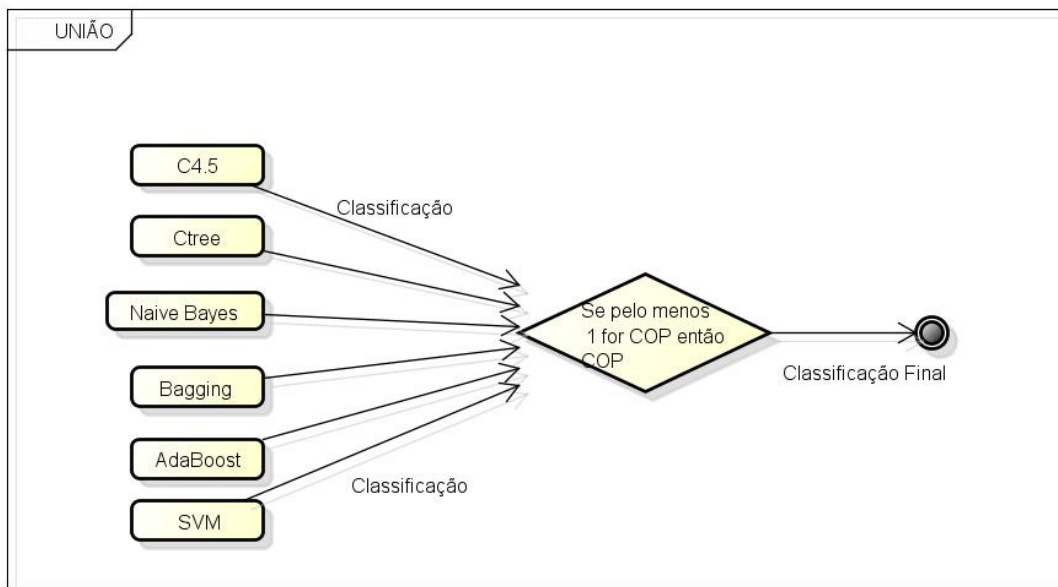 UNIÃO
C4.5
Classificação
Ctree
Naive Bayes
Se pelo menos
1 for COP então
COP
Classificação Final
Bagging
AdaBoost
Classificação
SVM